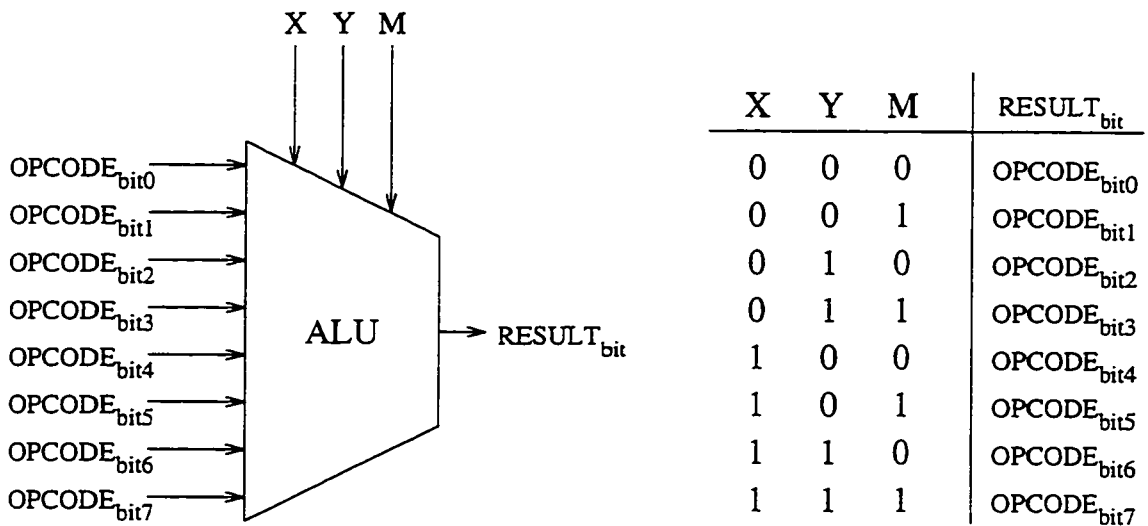 X Y M
OPCODEbit0
OPCODEbit1
OPCODEbit2
OPCODEbit3
OPCODEbit4
OPCODEbit5
OPCODEbit6
OPCODEbit7
ALU
RESULTbit
X Y M RESULTbit
0 0 0 OPCODEbit0
0 0 1 OPCODEbit1
0 1 0 OPCODEbit2
0 1 1 OPCODEbit3
1 0 0 OPCODEbit4
1 0 1 OPCODEbit5
1 1 0 OPCODEbit6
1 1 1 OPCODEbit7